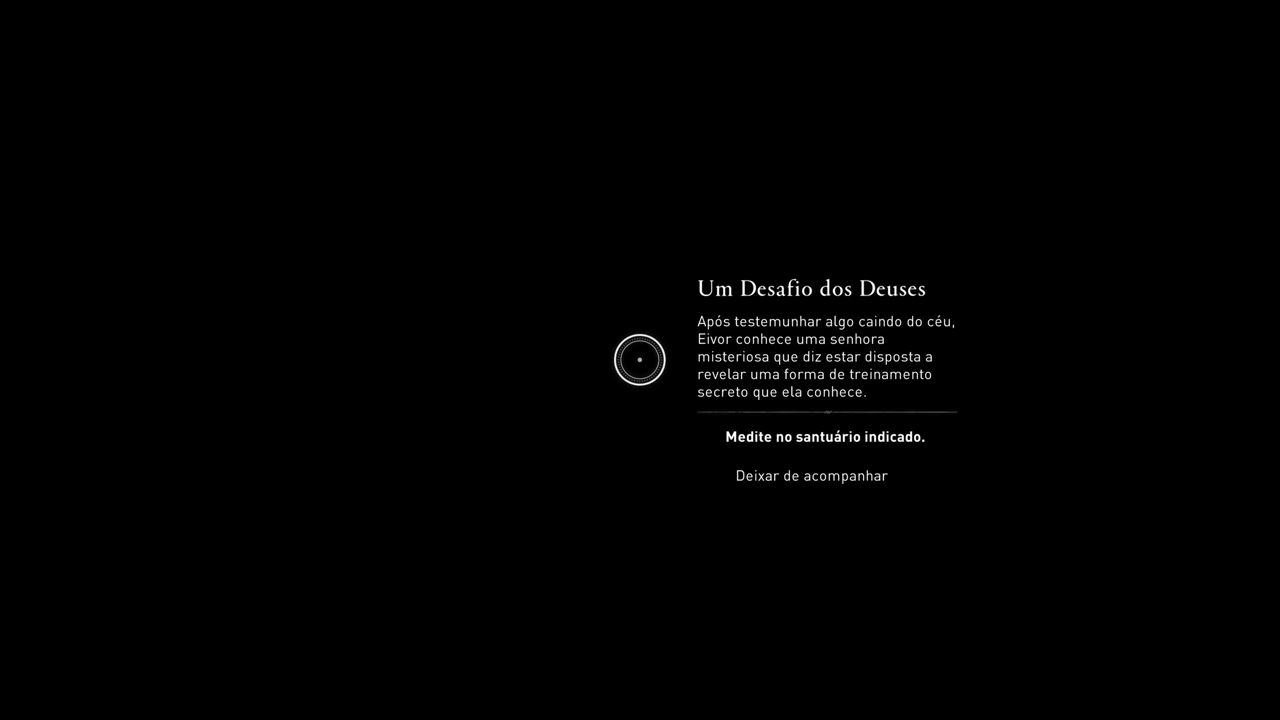 Um Desafio dos Deuses
Após testemunhar algo caindo do céu,
Eivor conhece uma senhora
misteriosa que diz estar disposta a
revelar uma forma de treinamento
secreto que ela conhece.
Medite no santuário indicado.
Deixar de acompanhar